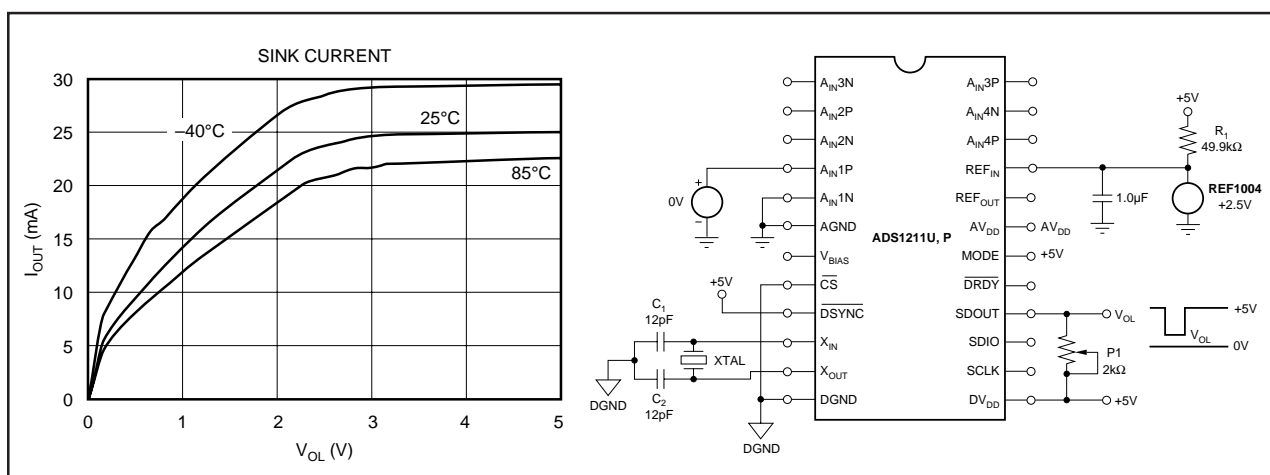 SINK CURRENT
30
25
20
15
10
5
0
I_OUT (mA)
–40°C
25°C
85°C
0 1 2 3 4 5
V_OL (V)
A_IN3N
A_IN2P
A_IN2N
A_IN1P
A_IN1N
AGND
V_BIAS
CS
DSYNC
X_IN
X_OUT
DGND
ADS1211U, P
A_IN3P
A_IN4N
A_IN4P
REF_IN
REF_OUT
AV_DD
MODE
DRDY
SDOUT
SDIO
SCLK
DV_DD
0V
+
–
+5V
C1
12pF
XTAL
C2
12pF
DGND
DGND
+5V
R1
49.9kΩ
1.0µF
REF1004
+2.5V
AV_DD
+5V
V_OL
P1
2kΩ
+5V
+5V
V_OL
0V